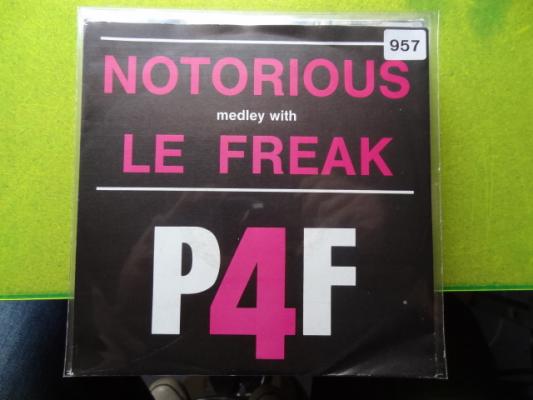 957
NOTORIOUS
medley with
LE FREAK
P4F